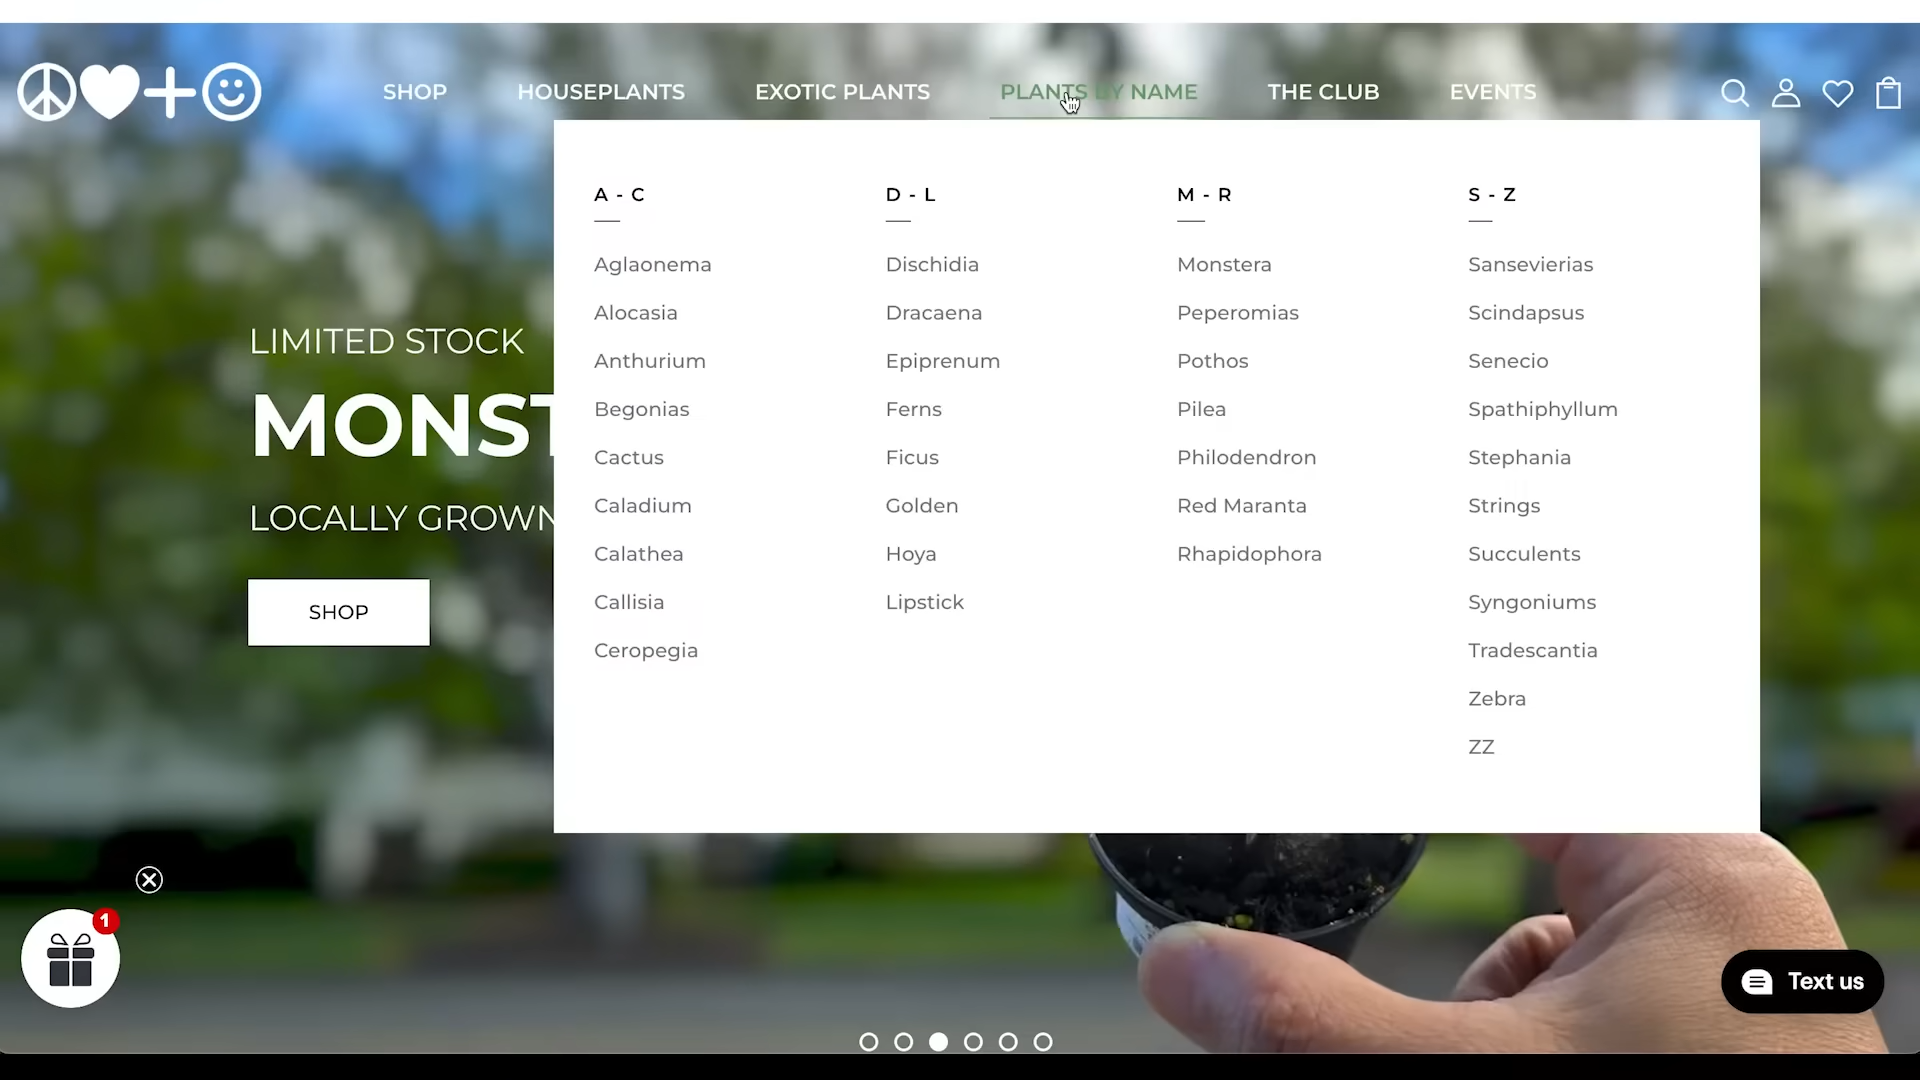 SHOP
HOUSEPLANTS
EXOTIC PLANTS
PLANTS BY NAME
THE CLUB
EVENTS
A - C
Aglaonema
Alocasia
Anthurium
Begonias
Cactus
Caladium
Calathea
Callisia
Ceropegia
D - L
Dischidia
Dracaena
Epiprenum
Ferns
Ficus
Golden
Hoya
Lipstick
M - R
Monstera
Peperomias
Pothos
Pilea
Philodendron
Red Maranta
Rhapidophora
S - Z
Sansevierias
Scindapsus
Senecio
Spathiphyllum
Stephania
Strings
Succulents
Syngoniums
Tradescantia
Zebra
ZZ
LIMITED STOCK
MONST
LOCALLY GROWN
SHOP
1
Text us